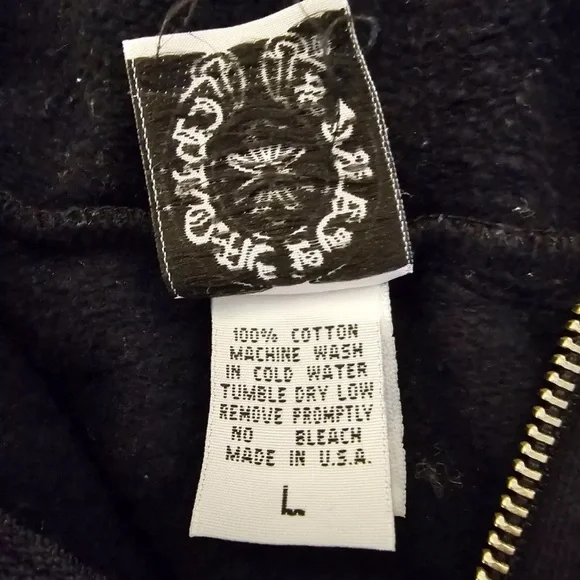 100% COTTON
MACHINE WASH
IN COLD WATER
TUMBLE DRY LOW
REMOVE PROMPTLY
NO BLEACH
MADE IN U.S.A.
L